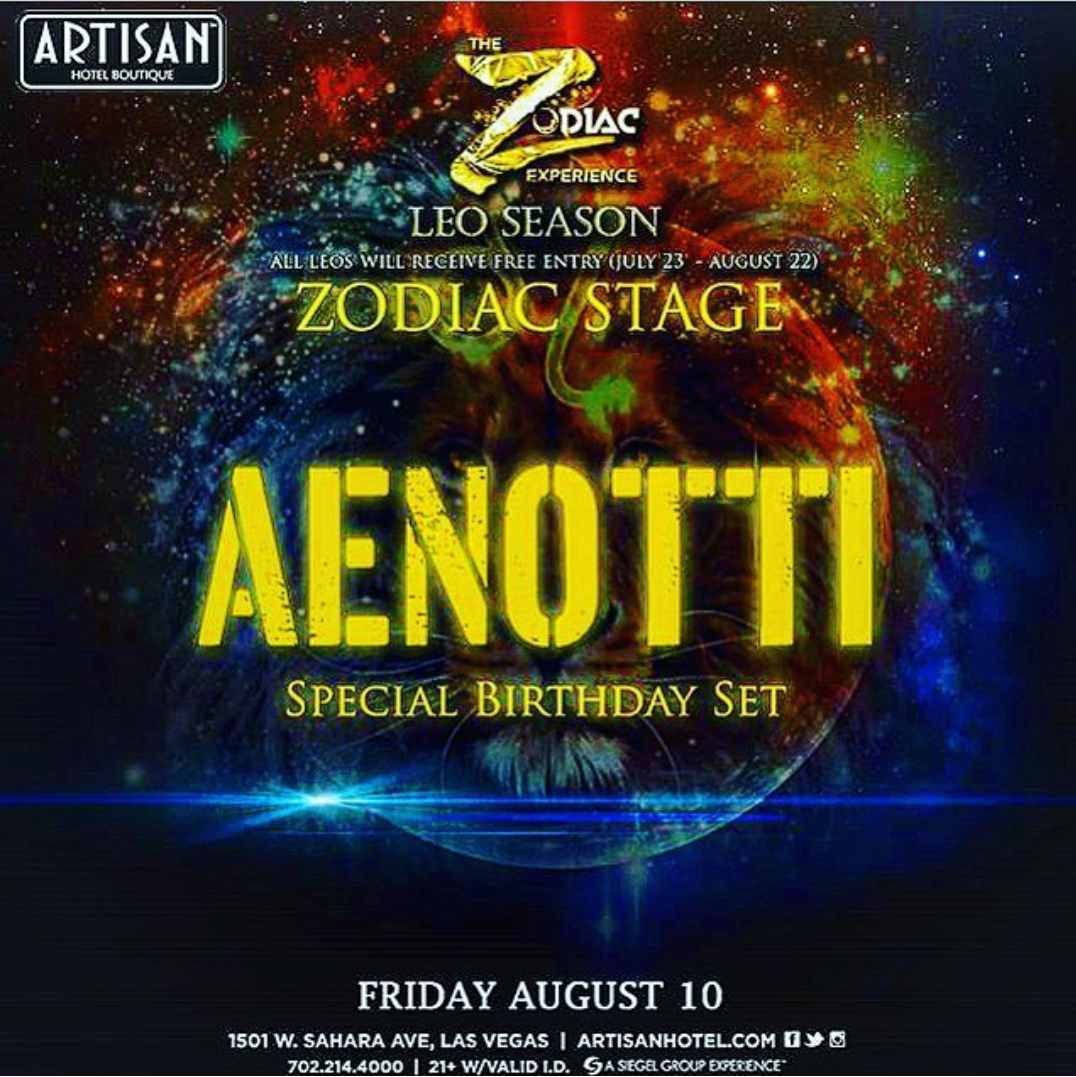 ARTISAN
HOTEL BOUTIQUE
THE
ZODIAC
EXPERIENCE
LEO SEASON
ALL LEOS WILL RECEIVE FREE ENTRY (JULY 23 - AUGUST 22)
ZODIAC STAGE
AENOTTI
SPECIAL BIRTHDAY SET
FRIDAY AUGUST 10
1501 W. SAHARA AVE, LAS VEGAS | ARTISANHOTEL.COM
702.214.4000 | 21+ W/VALID I.D. A SIEGEL GROUP EXPERIENCE